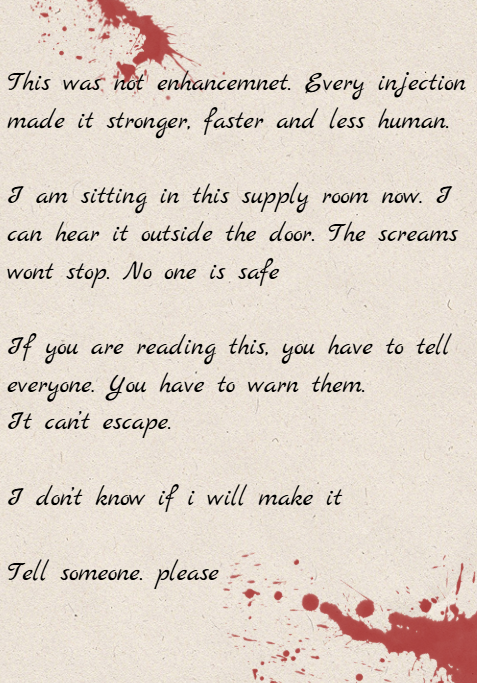 This was not enhancemnet. Every injection
made it stronger, faster and less human.
I am sitting in this supply room now. I
can hear it outside the door. The screams
wont stop. No one is safe
If you are reading this, you have to tell
everyone. You have to warn them.
It can't escape.
I don't know if i will make it
Tell someone. please